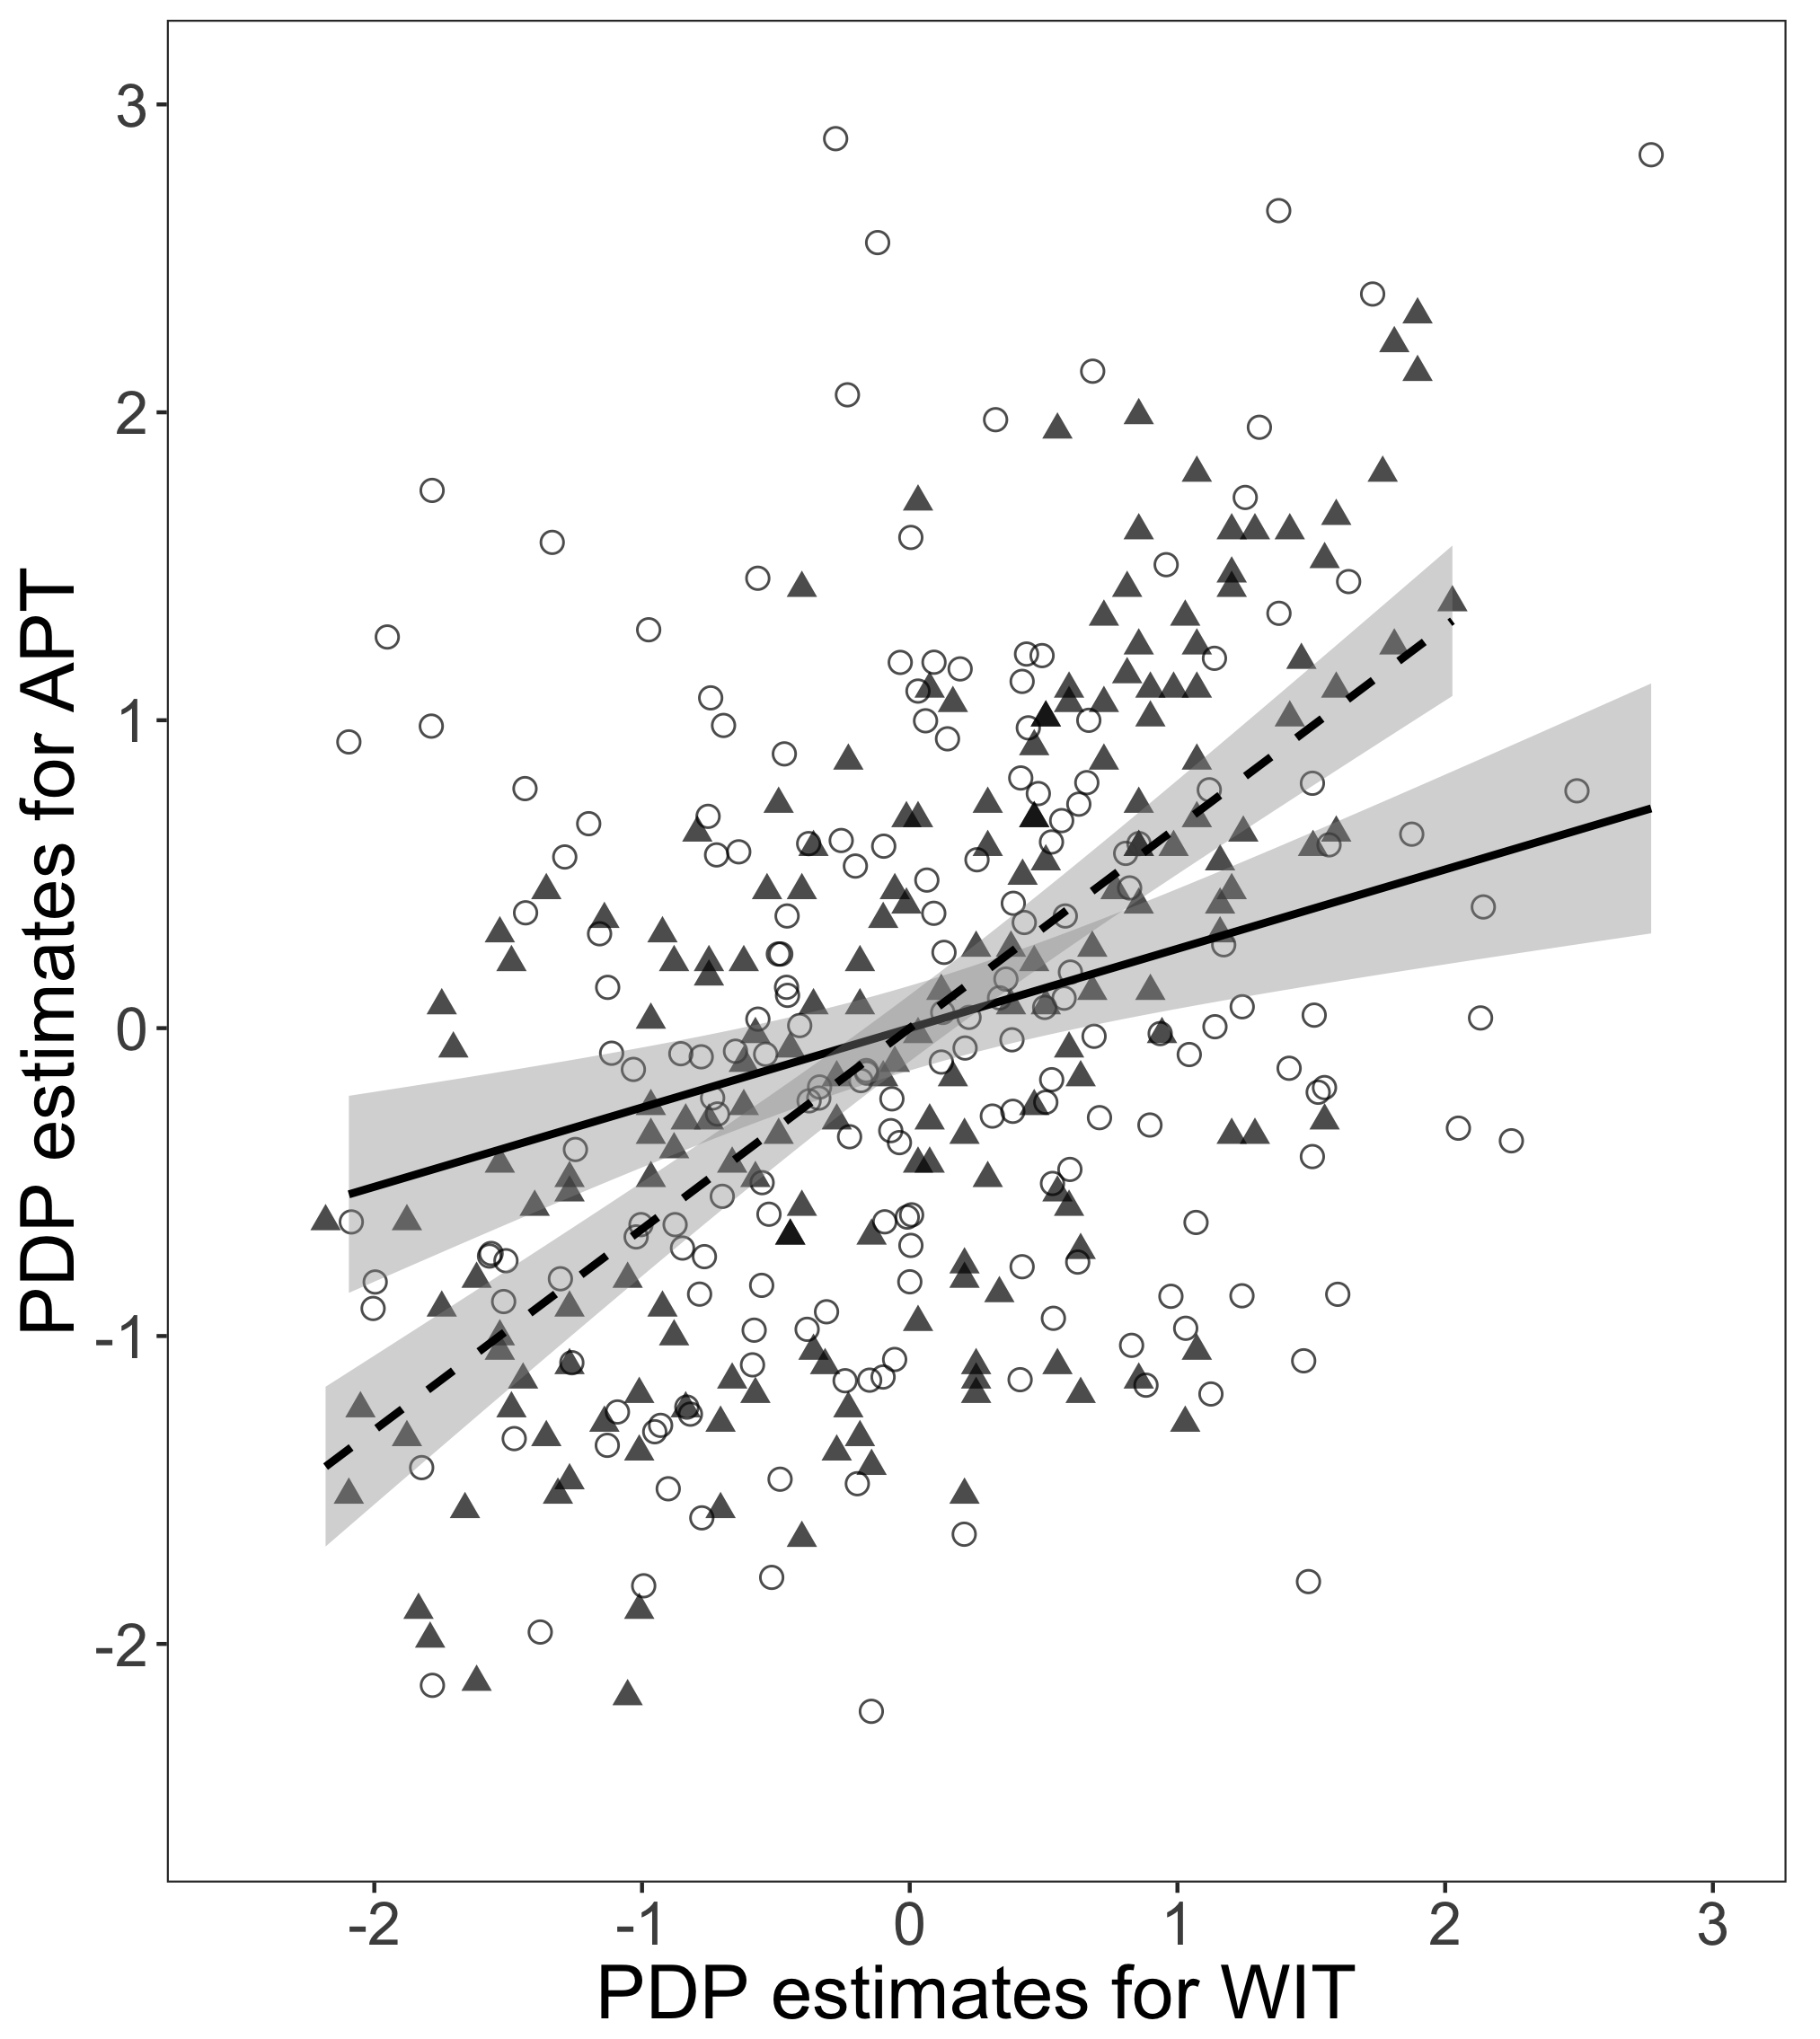 PDP estimates for APT
3
2
1
0
-1
-2
-2 -1 0 1 2 3
PDP estimates for WIT